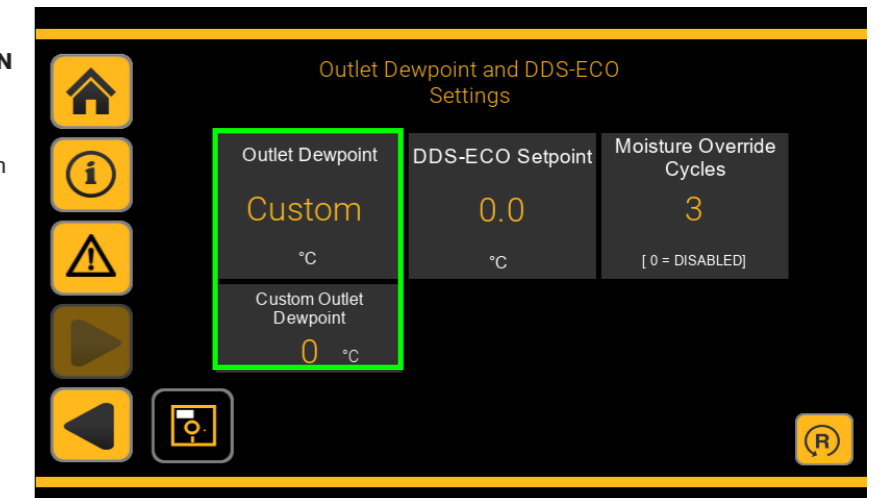 N
n
Outlet Dewpoint and DDS-ECO
Settings
Outlet Dewpoint
Custom
°C
DDS-ECO Setpoint
0.0
°C
Moisture Override
Cycles
3
[ 0 = DISABLED]
Custom Outlet
Dewpoint
0 °C
i
R